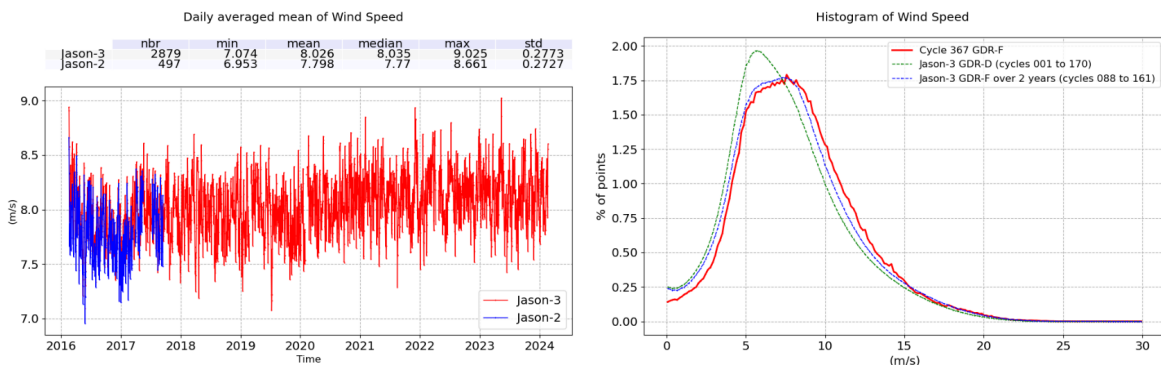 Daily averaged mean of Wind Speed
nbr min mean median max std
Jason-3 2879 7.074 8.026 8.035 9.025 0.2773
Jason-2 497 6.953 7.798 7.77 8.661 0.2727
9.0
8.5
8.0
7.5
7.0
(m/s)
2016 2017 2018 2019 2020 2021 2022 2023 2024
Time
Jason-3
Jason-2
Histogram of Wind Speed
2.00
1.75
1.50
1.25
1.00
0.75
0.50
0.25
0.00
% of points
0 5 10 15 20 25 30
(m/s)
Cycle 367 GDR-F
Jason-3 GDR-D (cycles 001 to 170)
Jason-3 GDR-F over 2 years (cycles 088 to 161)